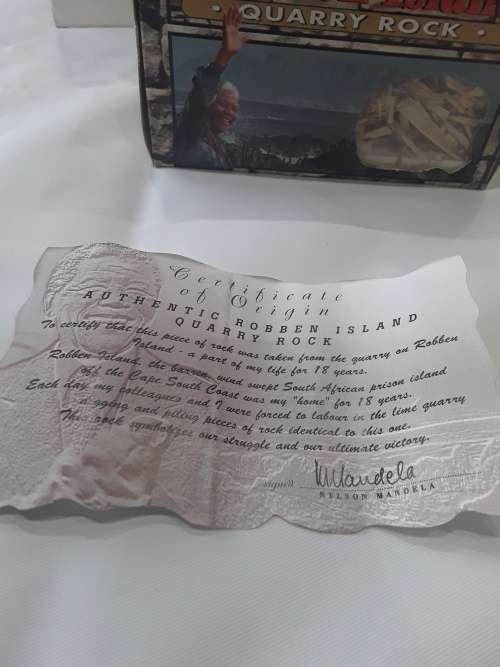 QUARRY ROCK
Certificate
of Origin
AUTHENTIC ROBBEN ISLAND
QUARRY ROCK
To certify that this piece of rock was taken from the quarry on Robben
Island - a part of my life for 18 years.
Robben Island, the barren, wind swept South African prison island
off the Cape South Coast was my "home" for 18 years.
Each day my colleagues and I were forced to labour in the lime quarry
digging and piling pieces of rock identical to this one.
This rock symbolizes our struggle and our ultimate victory.
signed Mandela
NELSON MANDELA